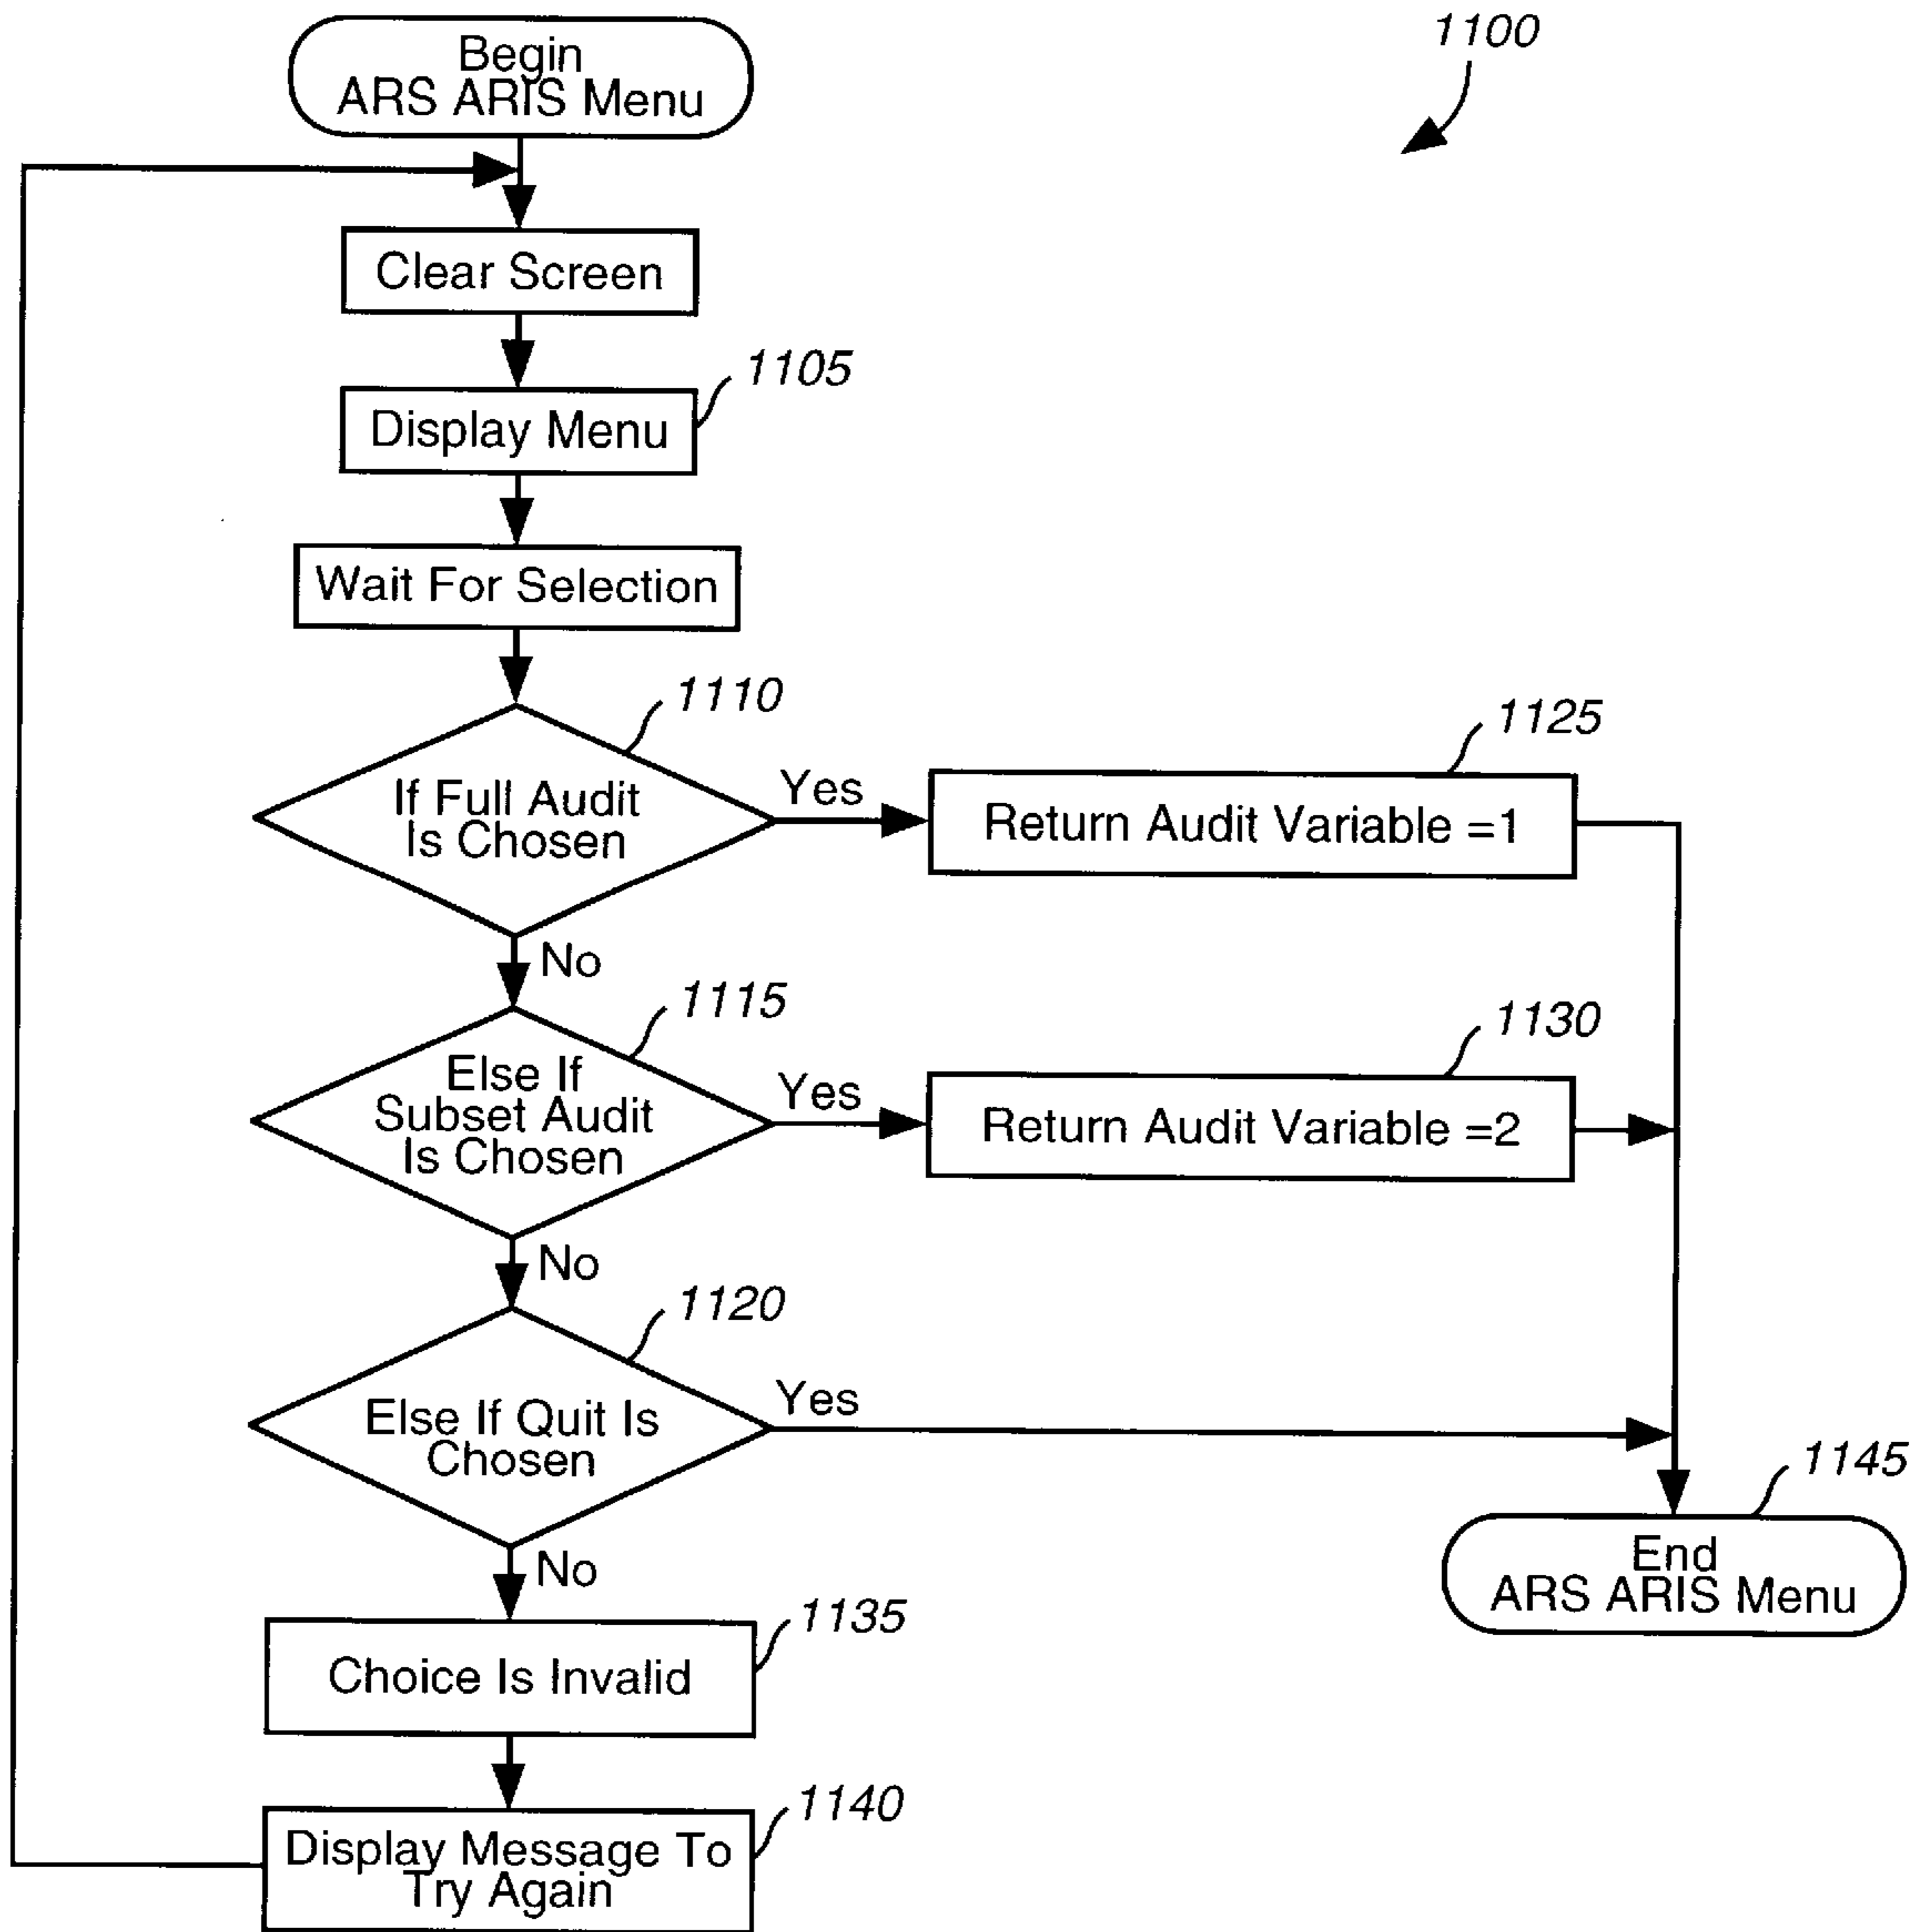 Begin
ARS ARIS Menu
1100
Clear Screen
Display Menu
1105
Wait For Selection
1110
If Full Audit
Is Chosen
Yes
1125
Return Audit Variable =1
No
1115
Else If
Subset Audit
Is Chosen
Yes
1130
Return Audit Variable =2
No
1120
Else If Quit Is
Chosen
Yes
1145
End
ARS ARIS Menu
No
1135
Choice Is Invalid
1140
Display Message To
Try Again